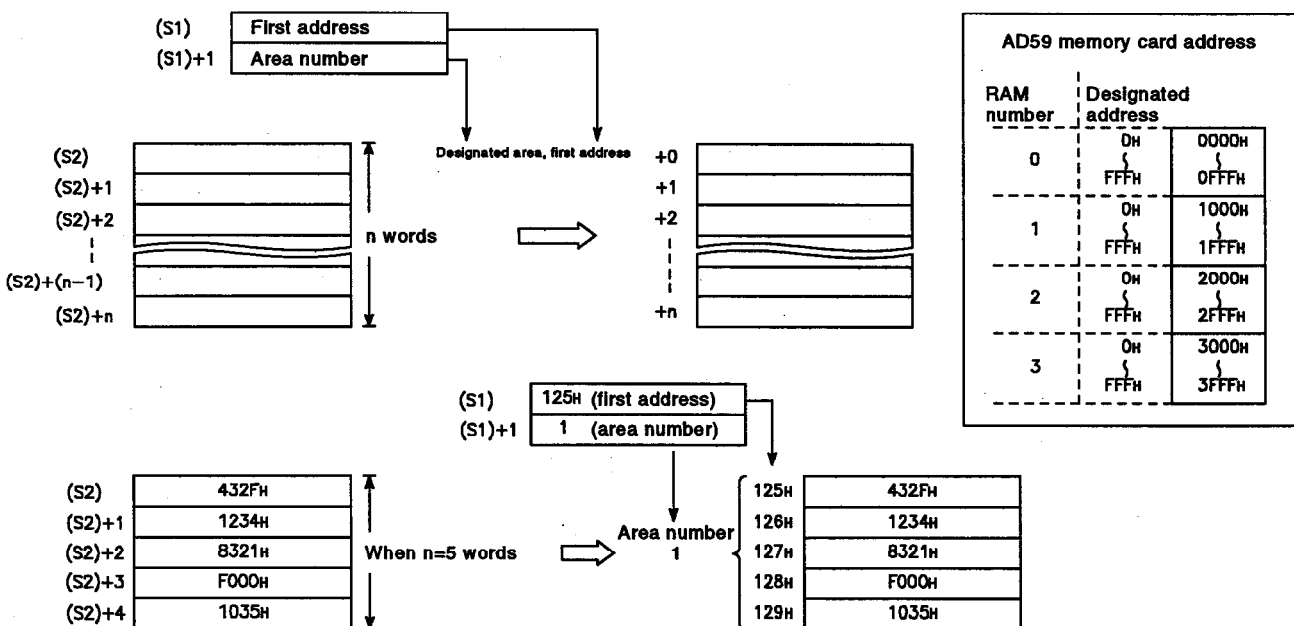 (S1) First address
(S1)+1 Area number
Designated area, first address
(S2)
(S2)+1
(S2)+2
(S2)+(n−1)
(S2)+n
n words
+0
+1
+2
+n
AD59 memory card address
RAM number Designated address
0 0H FFFH 0000H 0FFFH
1 0H FFFH 1000H 1FFFH
2 0H FFFH 2000H 2FFFH
3 0H FFFH 3000H 3FFFH
(S1) 125H (first address)
(S1)+1 1 (area number)
(S2) 432FH
(S2)+1 1234H
(S2)+2 8321H
(S2)+3 F000H
(S2)+4 1035H
When n=5 words
Area number
1
125H 432FH
126H 1234H
127H 8321H
128H F000H
129H 1035H